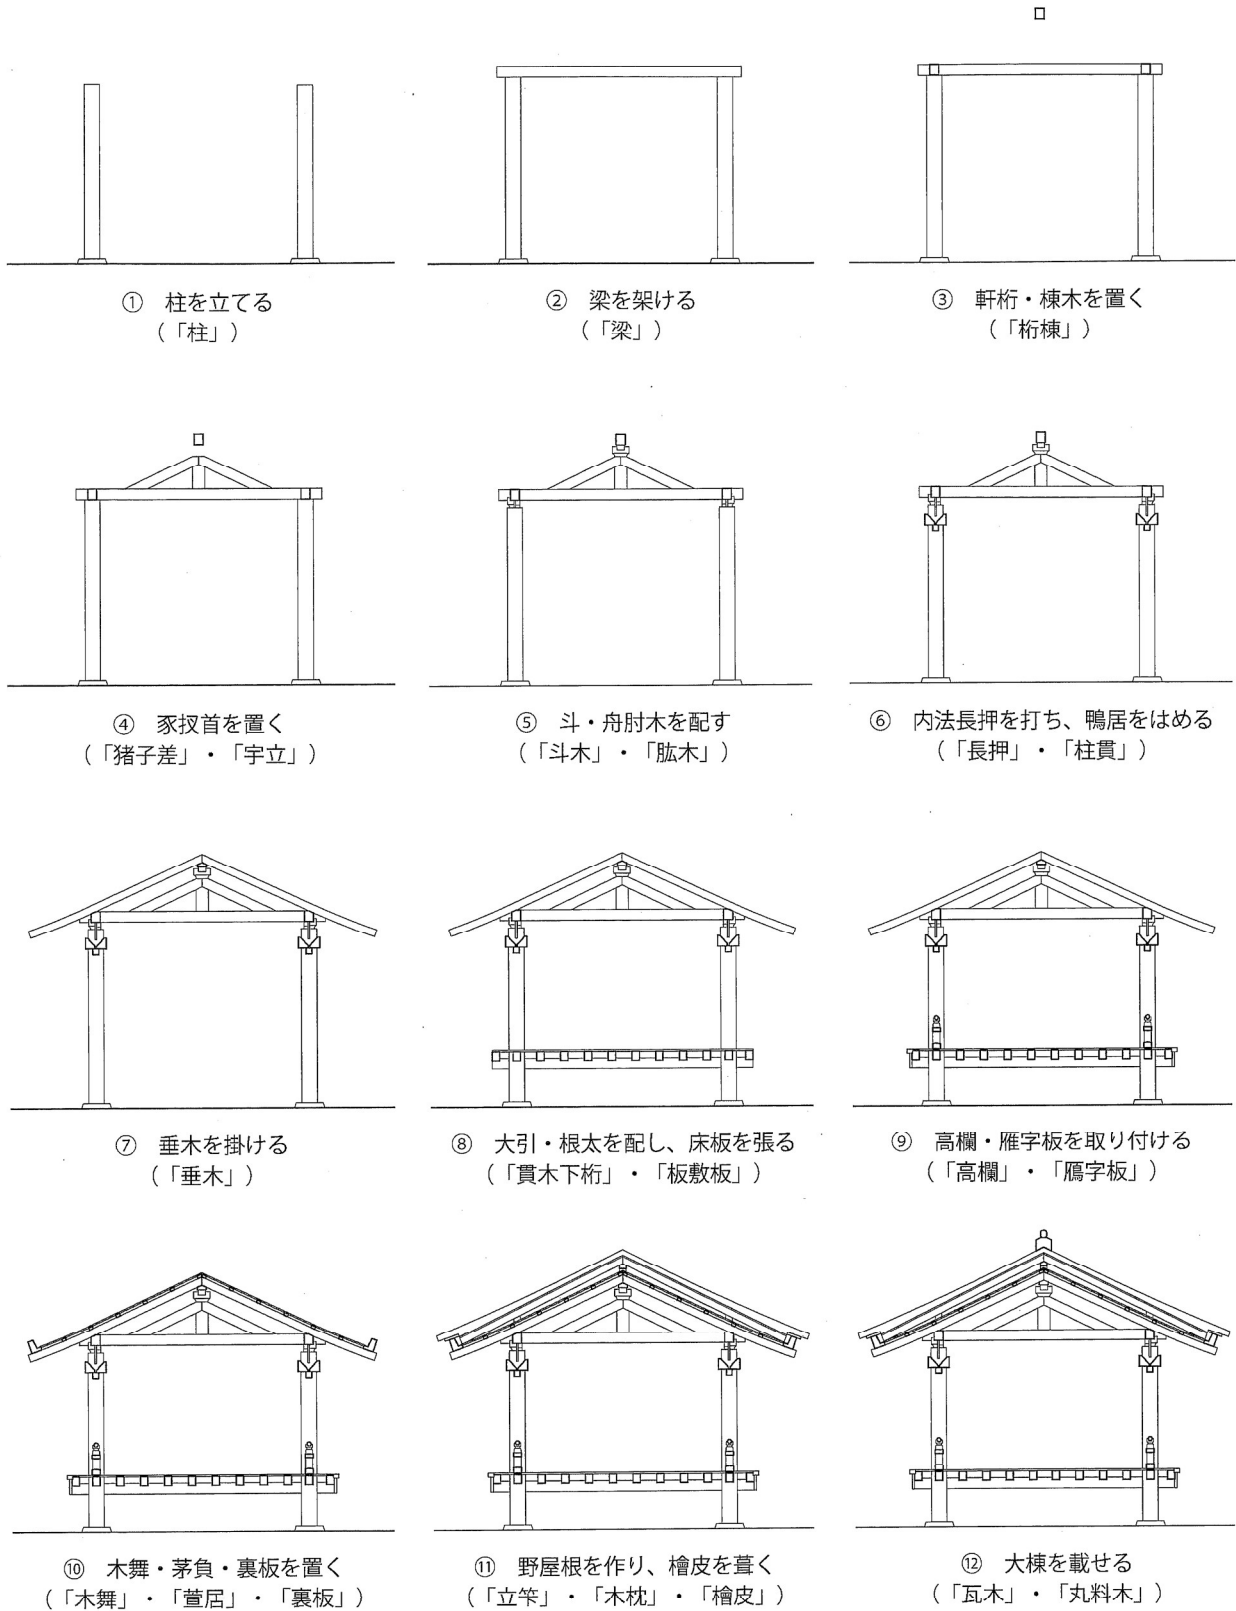 ① 柱を立てる
（「柱」）
② 梁を架ける
（「梁」）
③ 軒桁・棟木を置く
（「桁棟」）
④ 豕扠首を置く
（「猪子差」・「宇立」）
⑤ 斗・舟肘木を配す
（「斗木」・「肱木」）
⑥ 内法長押を打ち、鴨居をはめる
（「長押」・「柱貫」）
⑦ 垂木を掛ける
（「垂木」）
⑧ 大引・根太を配し、床板を張る
（「貫木下桁」・「板敷板」）
⑨ 高欄・雁字板を取り付ける
（「高欄」・「鴈字板」）
⑩ 木舞・茅負・裏板を置く
（「木舞」・「萱居」・「裏板」）
⑪ 野屋根を作り、檜皮を葺く
（「立竿」・「木枕」・「檜皮」）
⑫ 大棟を載せる
（「瓦木」・「丸料木」）